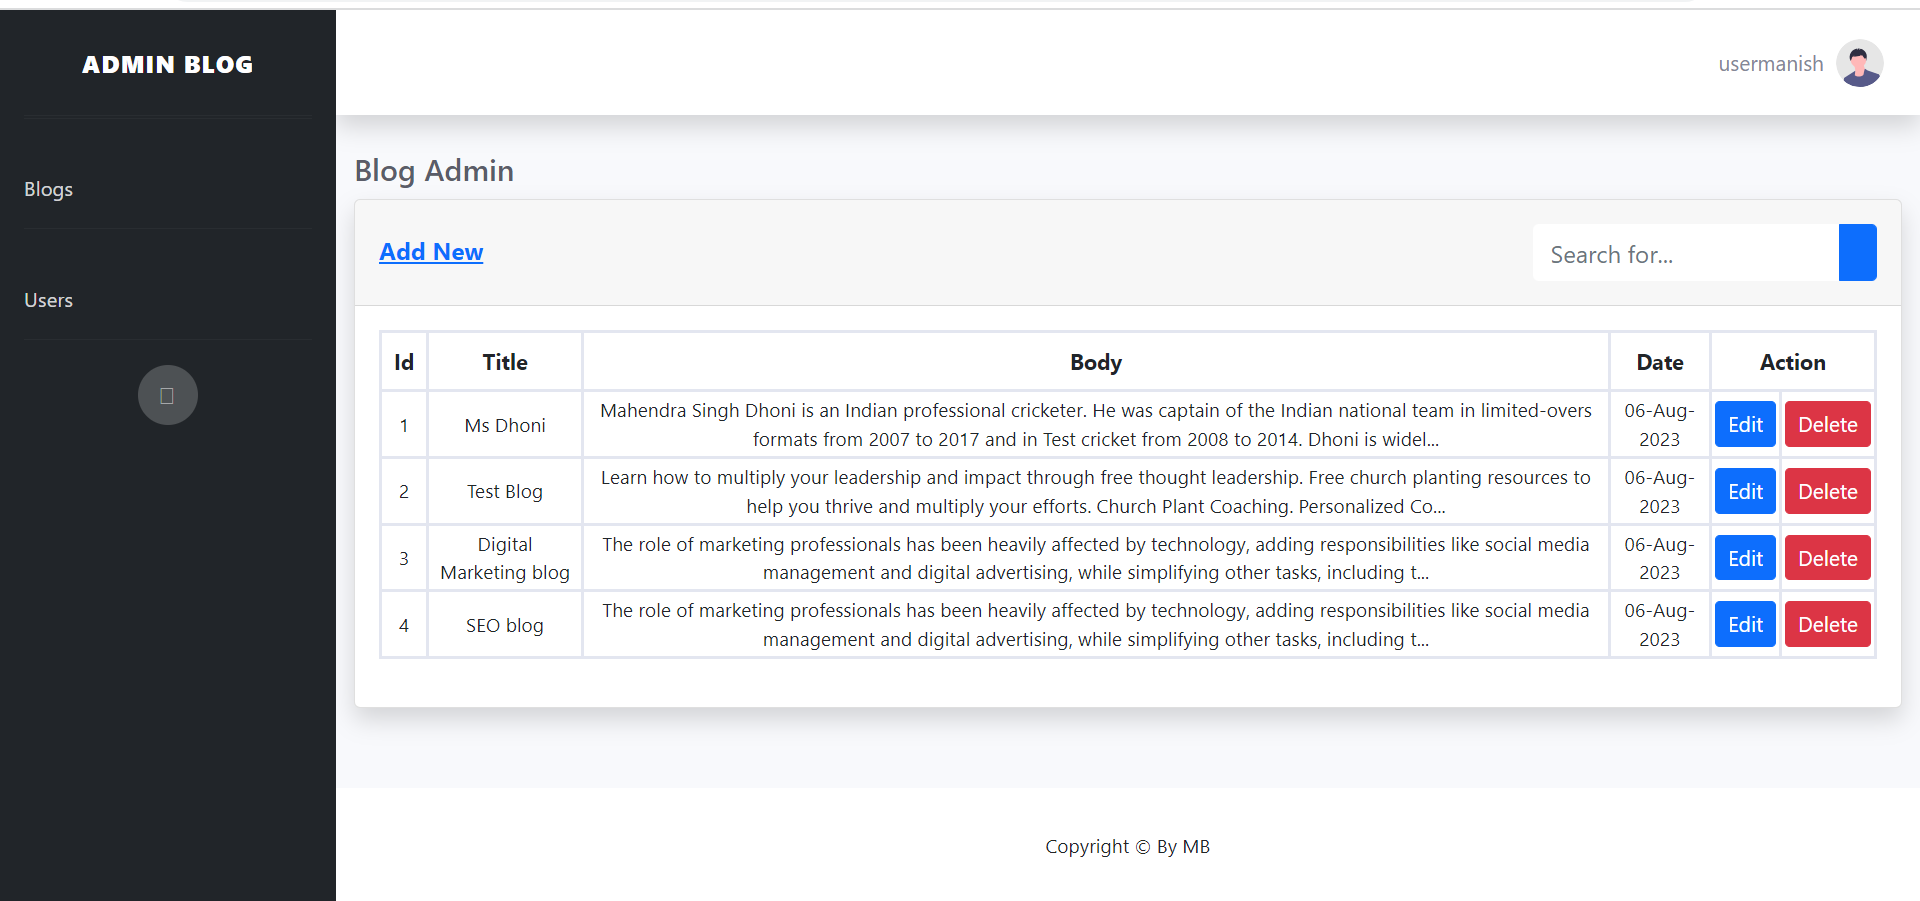 ADMIN BLOG
usermanish
Blogs
Users
Blog Admin
Add New
Search for...
Id Title Body Date Action
1 Ms Dhoni Mahendra Singh Dhoni is an Indian professional cricketer. He was captain of the Indian national team in limited-overs 06-Aug-
formats from 2007 to 2017 and in Test cricket from 2008 to 2014. Dhoni is widel... 2023 Edit Delete
2 Test Blog Learn how to multiply your leadership and impact through free thought leadership. Free church planting resources to 06-Aug-
help you thrive and multiply your efforts. Church Plant Coaching. Personalized Co... 2023 Edit Delete
3 Digital The role of marketing professionals has been heavily affected by technology, adding responsibilities like social media 06-Aug-
Marketing blog management and digital advertising, while simplifying other tasks, including t... 2023 Edit Delete
4 SEO blog The role of marketing professionals has been heavily affected by technology, adding responsibilities like social media 06-Aug-
management and digital advertising, while simplifying other tasks, including t... 2023 Edit Delete
Copyright © By MB